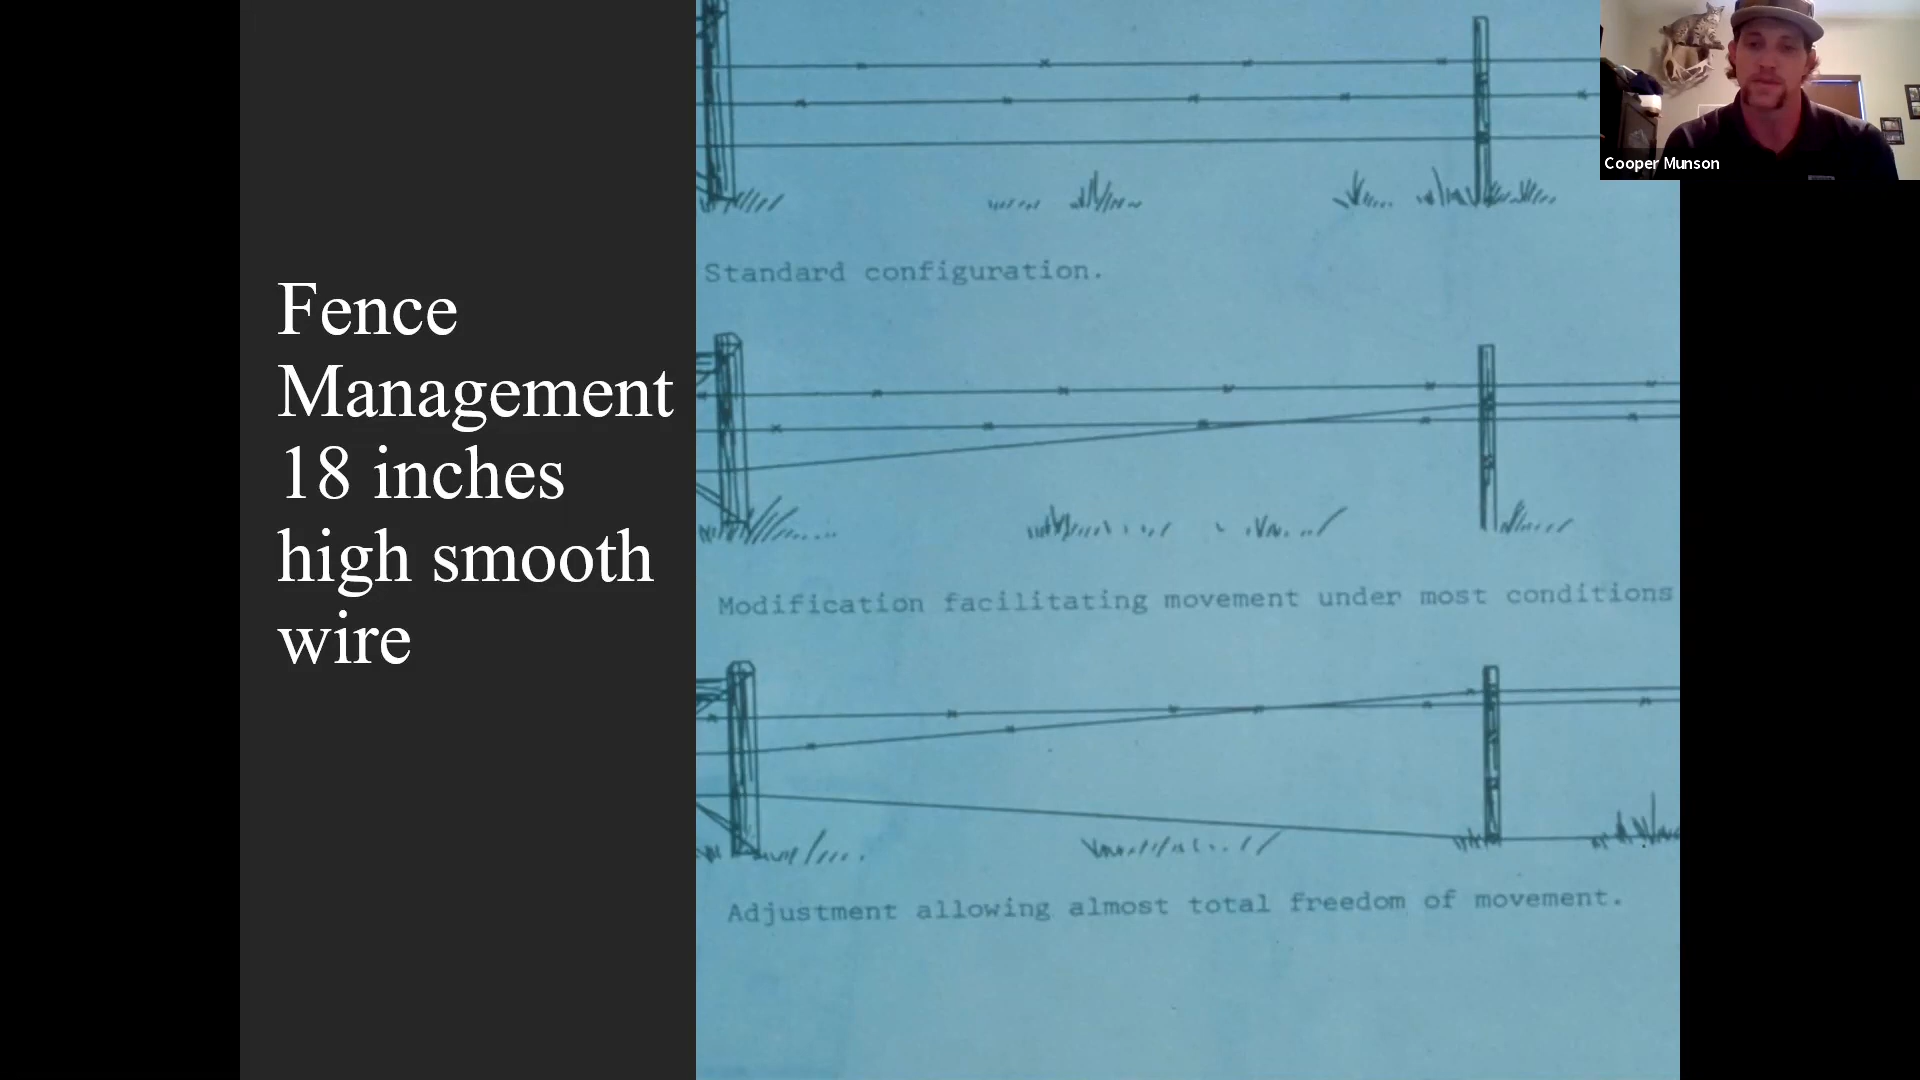 Fence
Management
18 inches
high smooth
wire
Standard configuration.
Modification facilitating movement under most conditions
Adjustment allowing almost total freedom of movement.
Cooper Munson